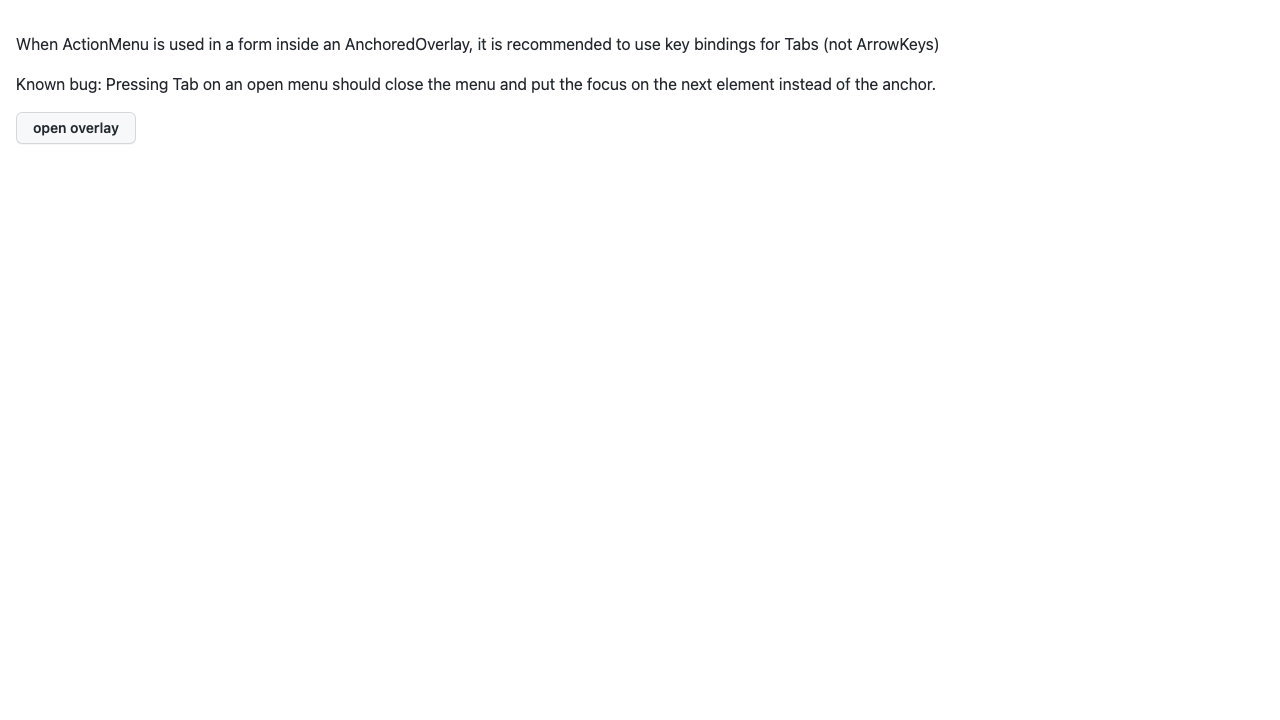 When ActionMenu is used in a form inside an AnchoredOverlay, it is recommended to use key bindings for Tabs (not ArrowKeys)
Known bug: Pressing Tab on an open menu should close the menu and put the focus on the next element instead of the anchor.
open overlay